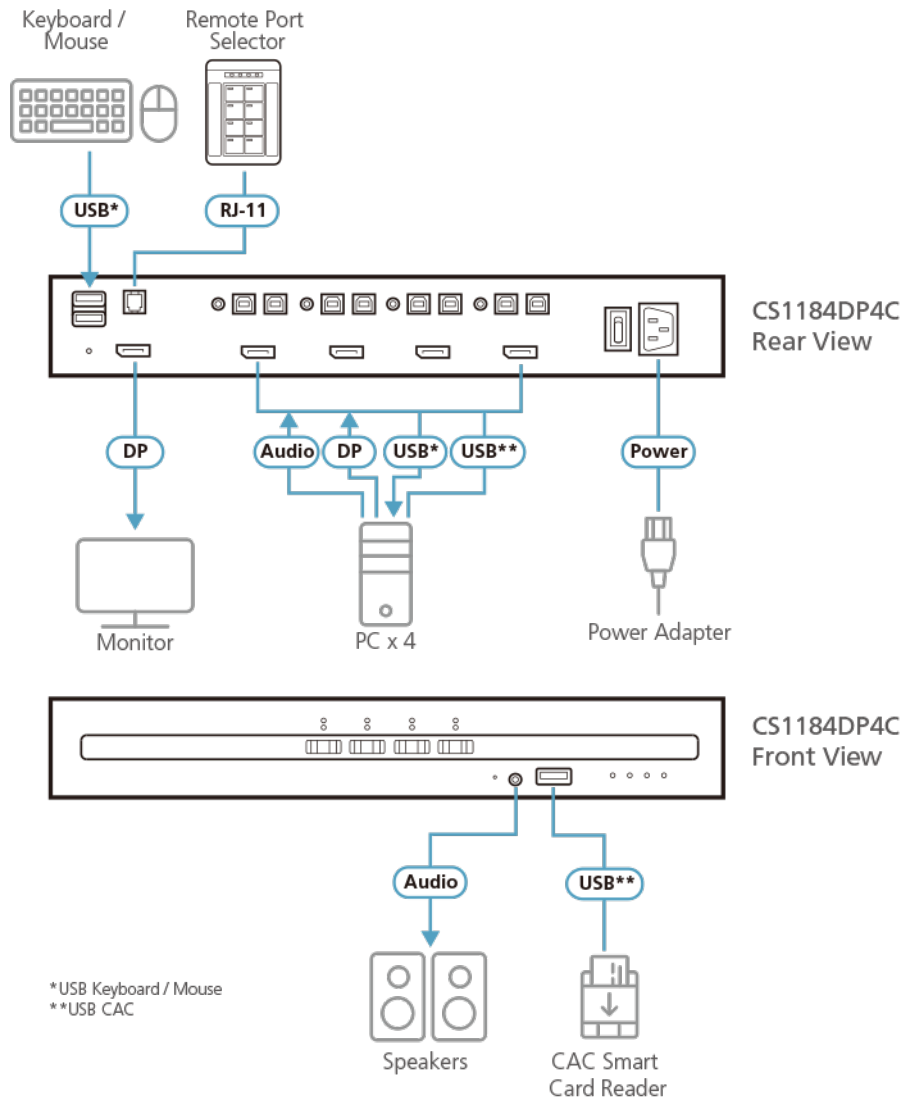 Keyboard /
Mouse
Remote Port
Selector
USB*
RJ-11
CS1184DP4C
Rear View
DP
Audio
DP
USB*
USB**
Power
Monitor
PC x 4
Power Adapter
CS1184DP4C
Front View
Audio
USB**
*USB Keyboard / Mouse
**USB CAC
Speakers
CAC Smart
Card Reader